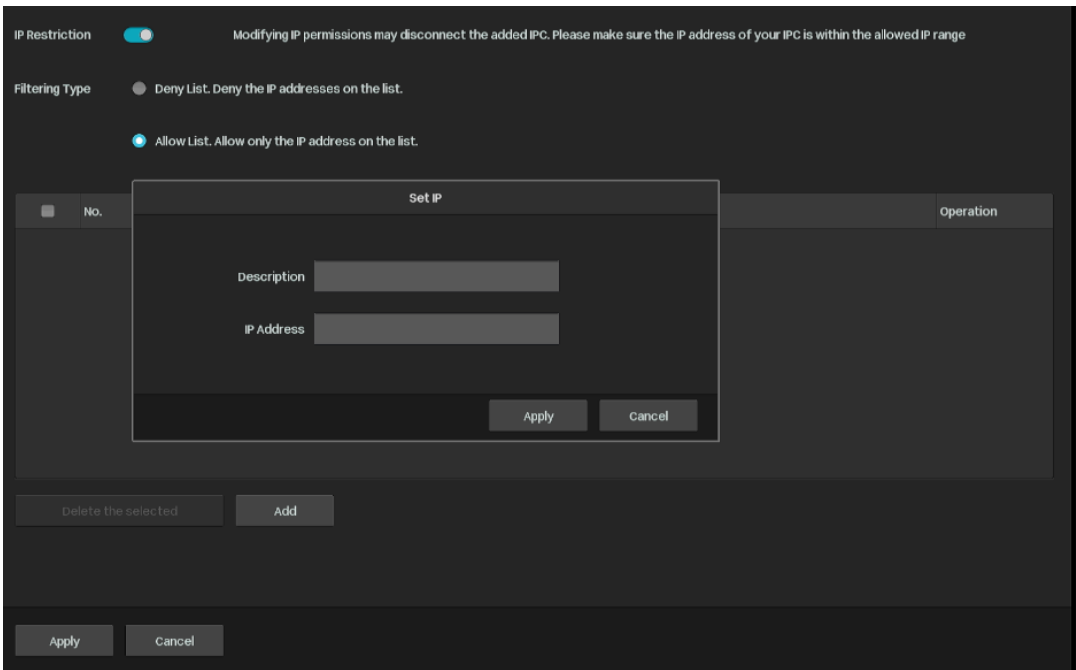 IP Restriction
Modifying IP permissions may disconnect the added IPC. Please make sure the IP address of your IPC is within the allowed IP range
Filtering Type
Deny List. Deny the IP addresses on the list.
Allow List. Allow only the IP address on the list.
No.
Operation
Set IP
Description
IP Address
Apply
Cancel
Delete the selected
Add
Apply
Cancel